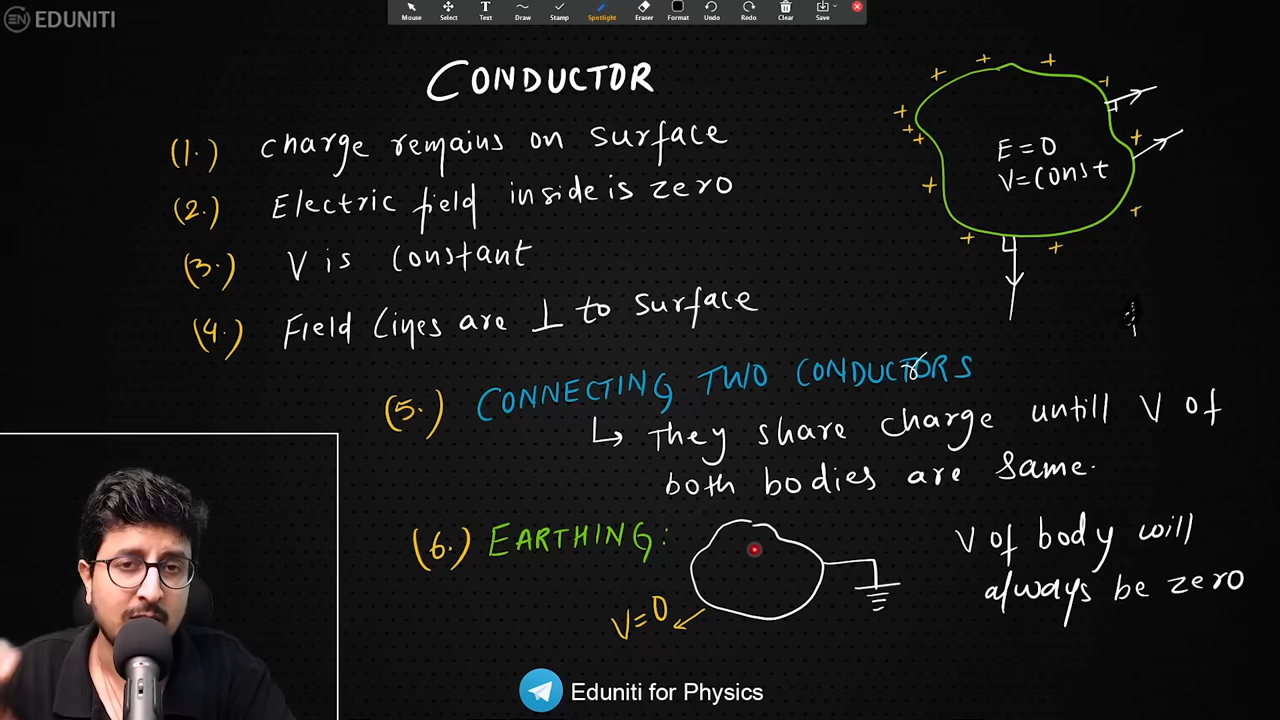 EN EDUNITI
Mouse Select Text Draw Stamp Spotlight Eraser Format Undo Redo Clear Save
CONDUCTOR
(1.) Charge remains on surface
(2.) Electric field inside is zero
(3.) V is constant
(4.) Field Lines are ⊥ to surface
E=0
V=const
(5.) CONNECTING TWO CONDUCTORS
↳ They share charge untill V of
both bodies are same.
(6.) EARTHING:
V=0
V of body will
always be zero
Eduniti for Physics